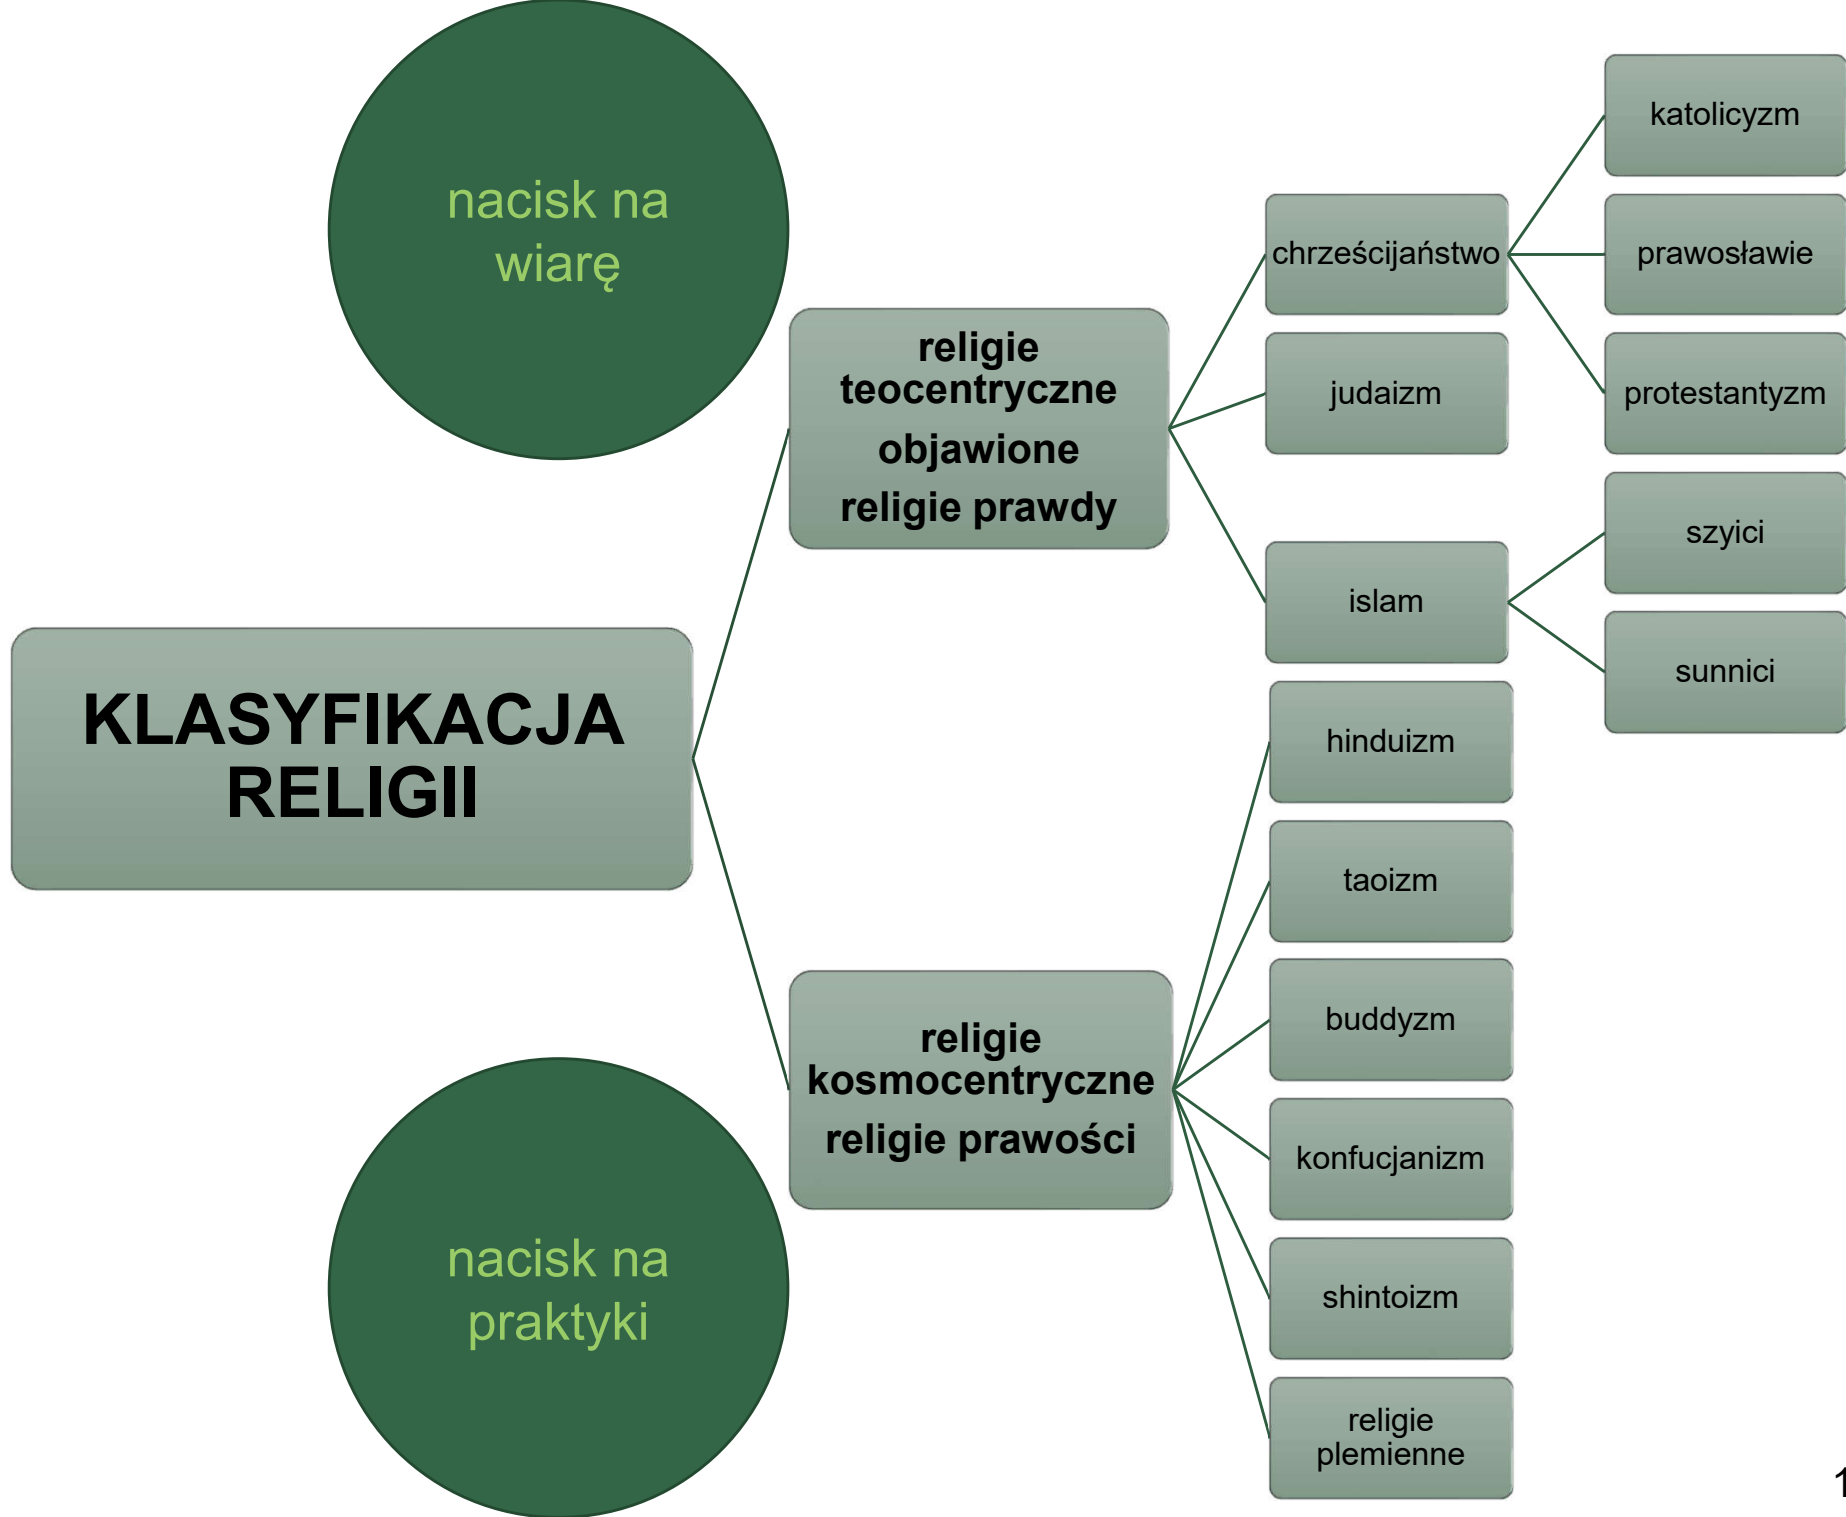 nacisk na
wiarę
KLASYFIKACJA
RELIGII
nacisk na
praktyki
religie
teocentryczne
objawione
religie prawdy
religie
kosmocentryczne
religie prawości
chrześcijaństwo
judaizm
islam
hinduizm
taoizm
buddyzm
konfucjanizm
shintoizm
religie
plemienne
katolicyzm
prawosławie
protestantyzm
szyici
sunnici
1